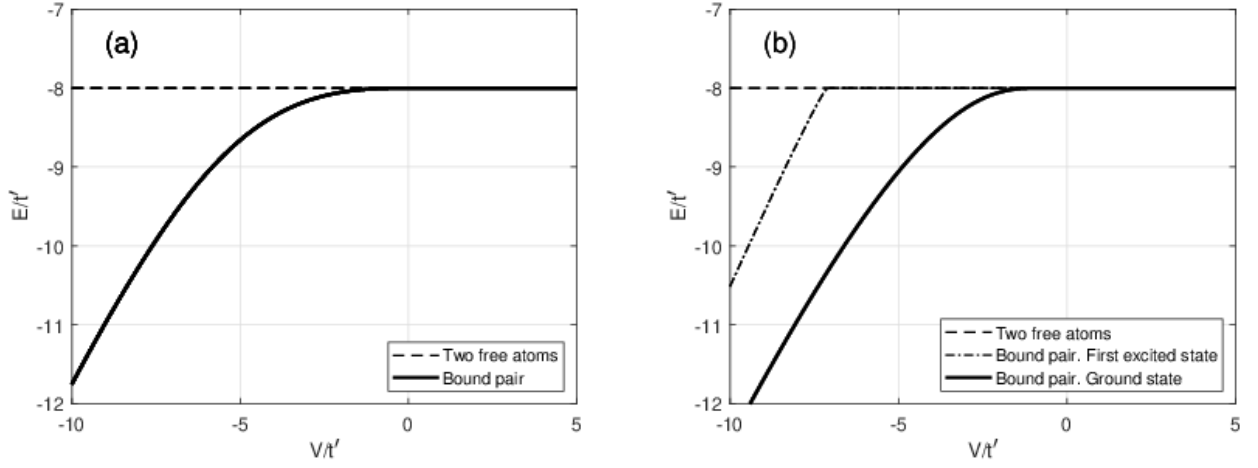 (a)
E/t′
-7
-8
-9
-10
-11
-12
-10
-5
0
5
V/t′
Two free atoms
Bound pair
(b)
E/t′
-7
-8
-9
-10
-11
-12
-10
-5
0
5
V/t′
Two free atoms
Bound pair. First excited state
Bound pair. Ground state